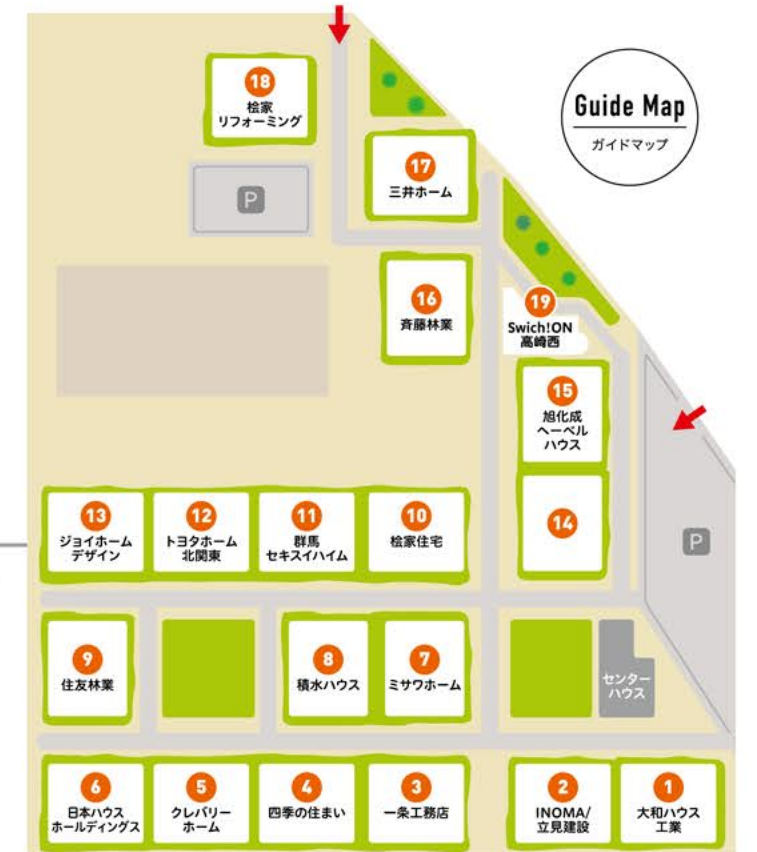 Guide Map
ガイドマップ
18
桧家
リフォーミング
P
17
三井ホーム
16
斉藤林業
19
Swich!ON
高崎西
15
旭化成
ヘーベル
ハウス
14
P
13
ジョイホーム
デザイン
12
トヨタホーム
北関東
11
群馬
セキスイハイム
10
桧家住宅
9
住友林業
8
積水ハウス
7
ミサワホーム
センター
ハウス
6
日本ハウス
ホールディングス
5
クレバリー
ホーム
4
四季の住まい
3
一条工務店
2
INOMA/
立見建設
1
大和ハウス
工業